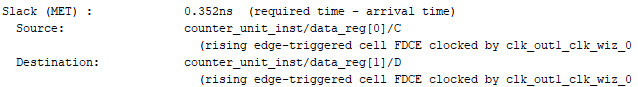 Slack (MET) : 0.352ns (required time - arrival time)
Source: counter_unit_inst/data_reg[0]/C
(rising edge-triggered cell FDCE clocked by clk_out1_clk_wiz_0
Destination: counter_unit_inst/data_reg[1]/D
(rising edge-triggered cell FDCE clocked by clk_out1_clk_wiz_0